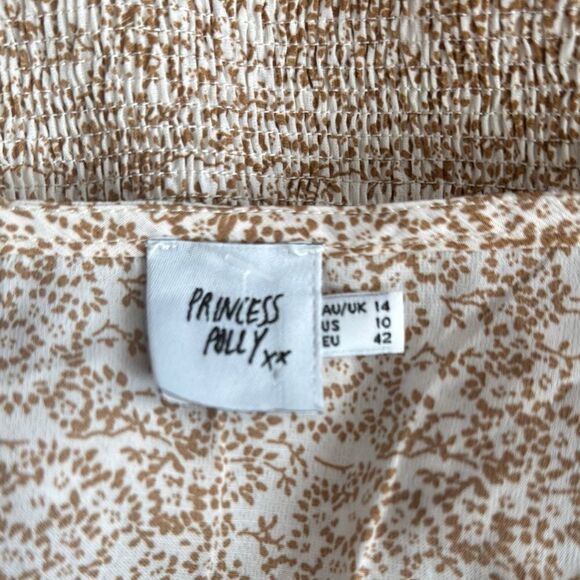 PRINCESS
POLLY xx
AU/UK 14
US 10
EU 42